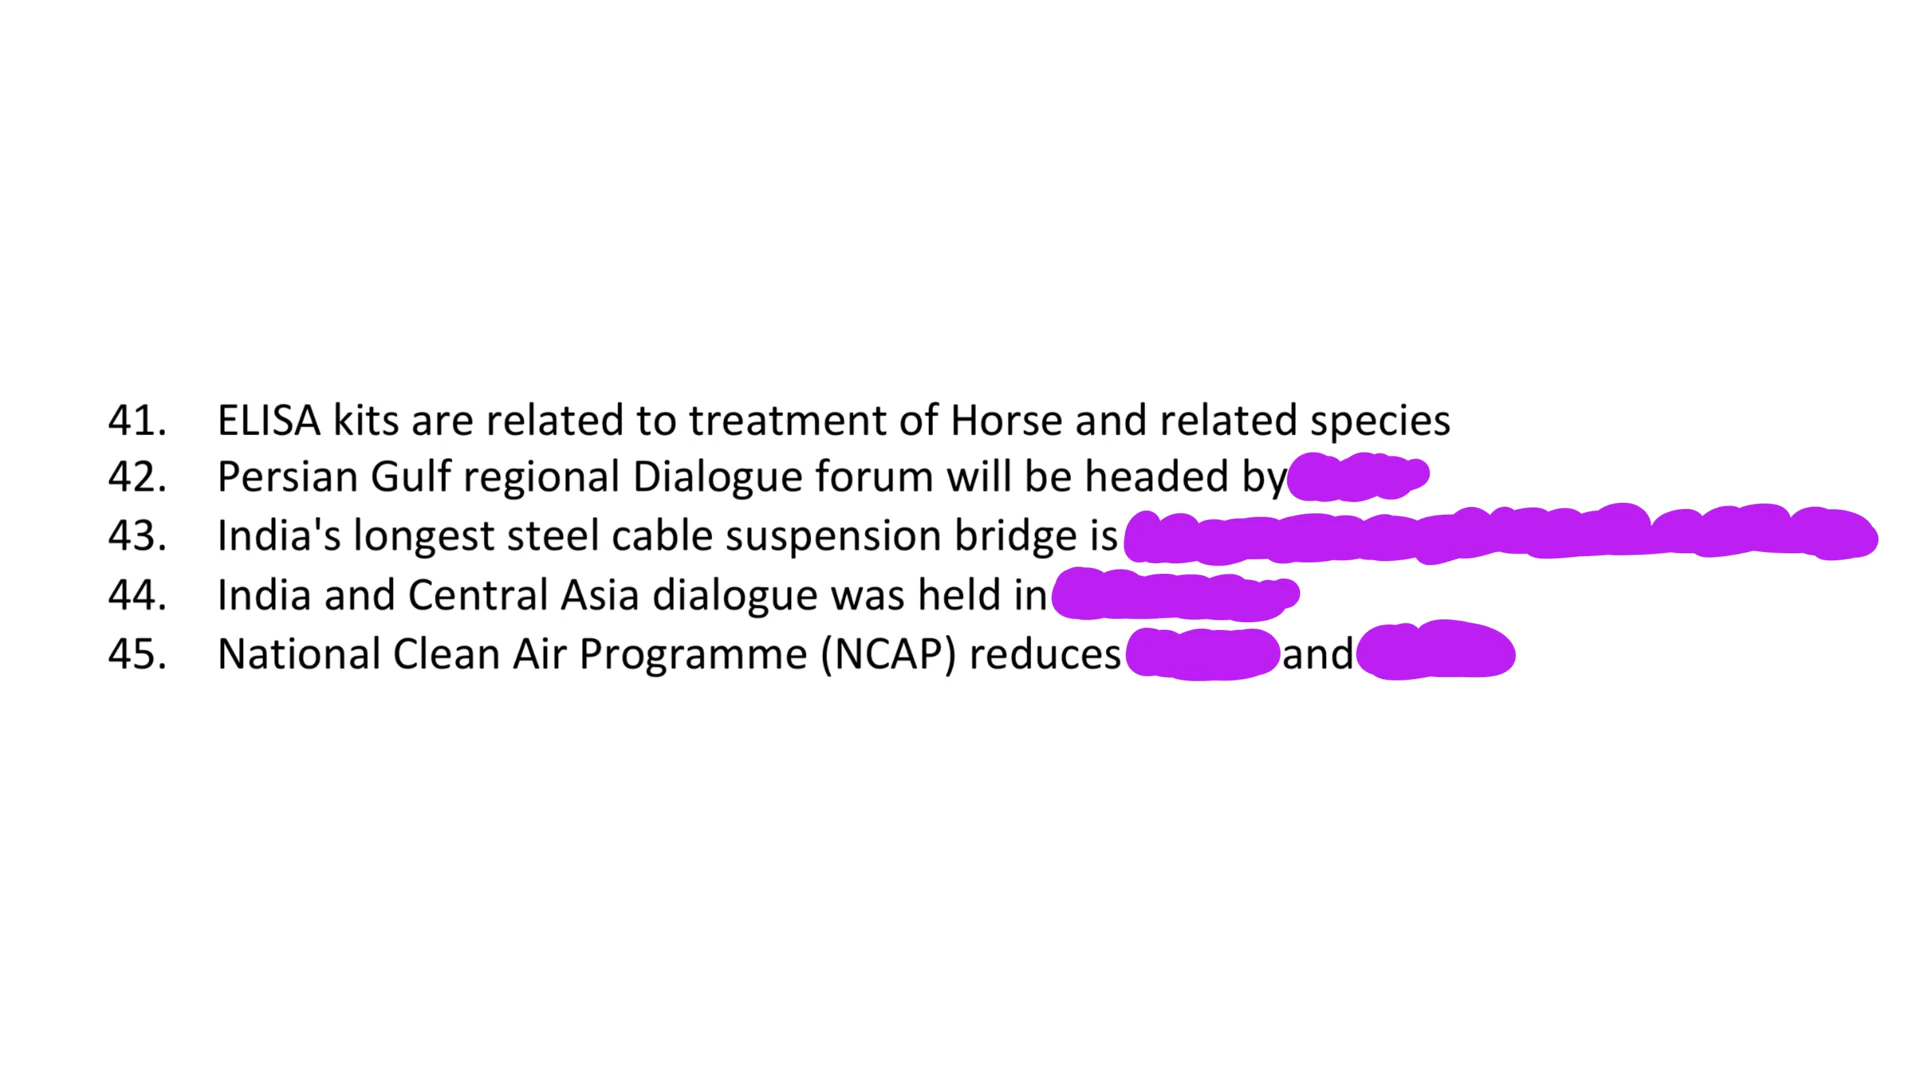 41. ELISA kits are related to treatment of Horse and related species
42. Persian Gulf regional Dialogue forum will be headed by
43. India's longest steel cable suspension bridge is
44. India and Central Asia dialogue was held in
45. National Clean Air Programme (NCAP) reduces and